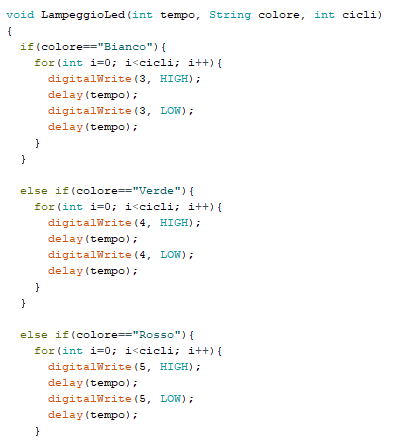 void LampeggioLed(int tempo, String colore, int cicli)
{
  if(colore=="Bianco"){
    for(int i=0; i<cicli; i++){
      digitalWrite(3, HIGH);
      delay(tempo);
      digitalWrite(3, LOW);
      delay(tempo);
    }
  }

  else if(colore=="Verde"){
    for(int i=0; i<cicli; i++){
      digitalWrite(4, HIGH);
      delay(tempo);
      digitalWrite(4, LOW);
      delay(tempo);
    }
  }

  else if(colore=="Rosso"){
    for(int i=0; i<cicli; i++){
      digitalWrite(5, HIGH);
      delay(tempo);
      digitalWrite(5, LOW);
      delay(tempo);
    }